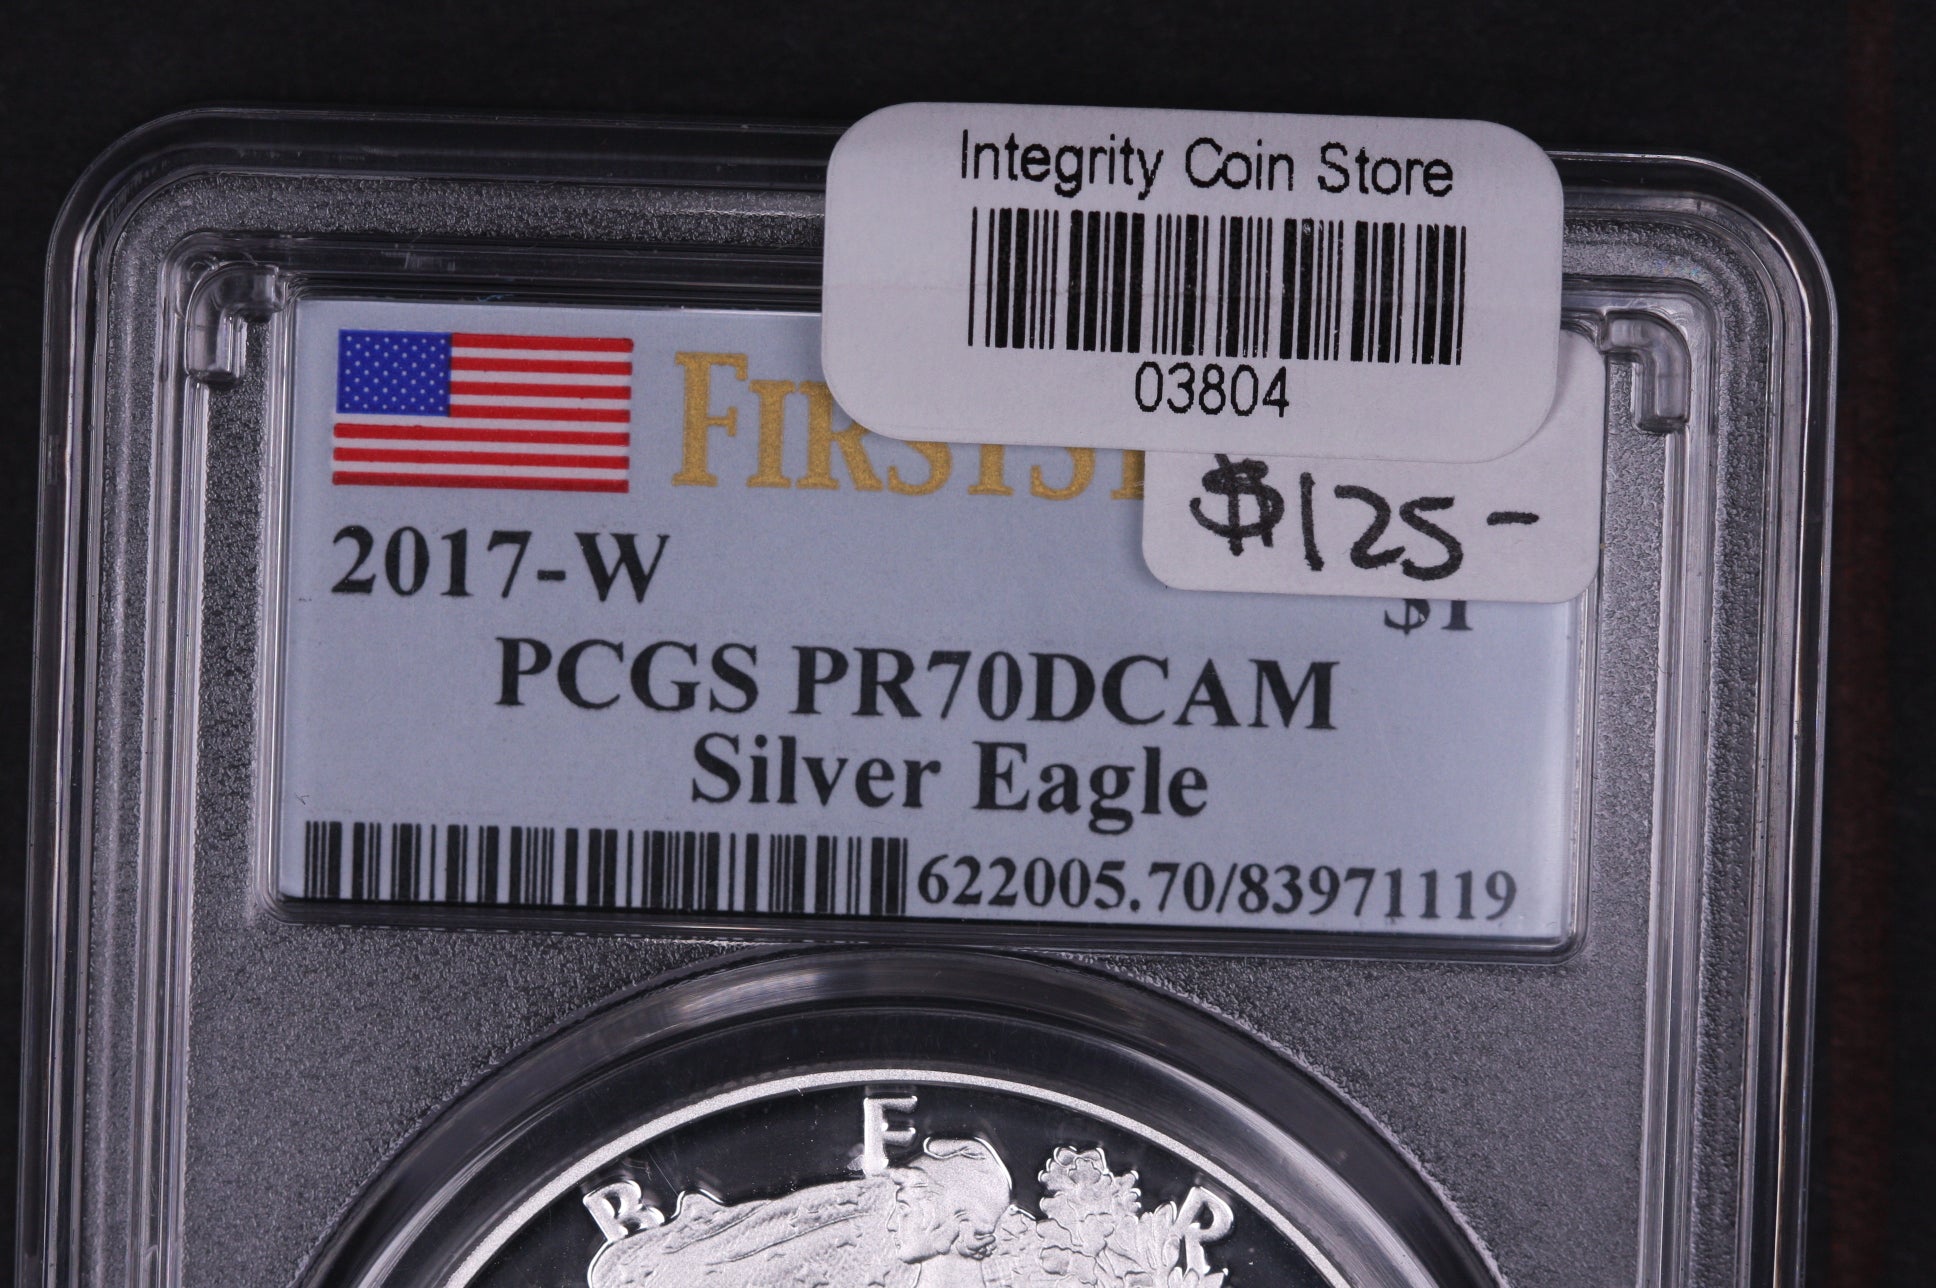 Integrity Coin Store
03804
$125-
2017-W
$1
PCGS PR70DCAM
Silver Eagle
622005.70/83971119